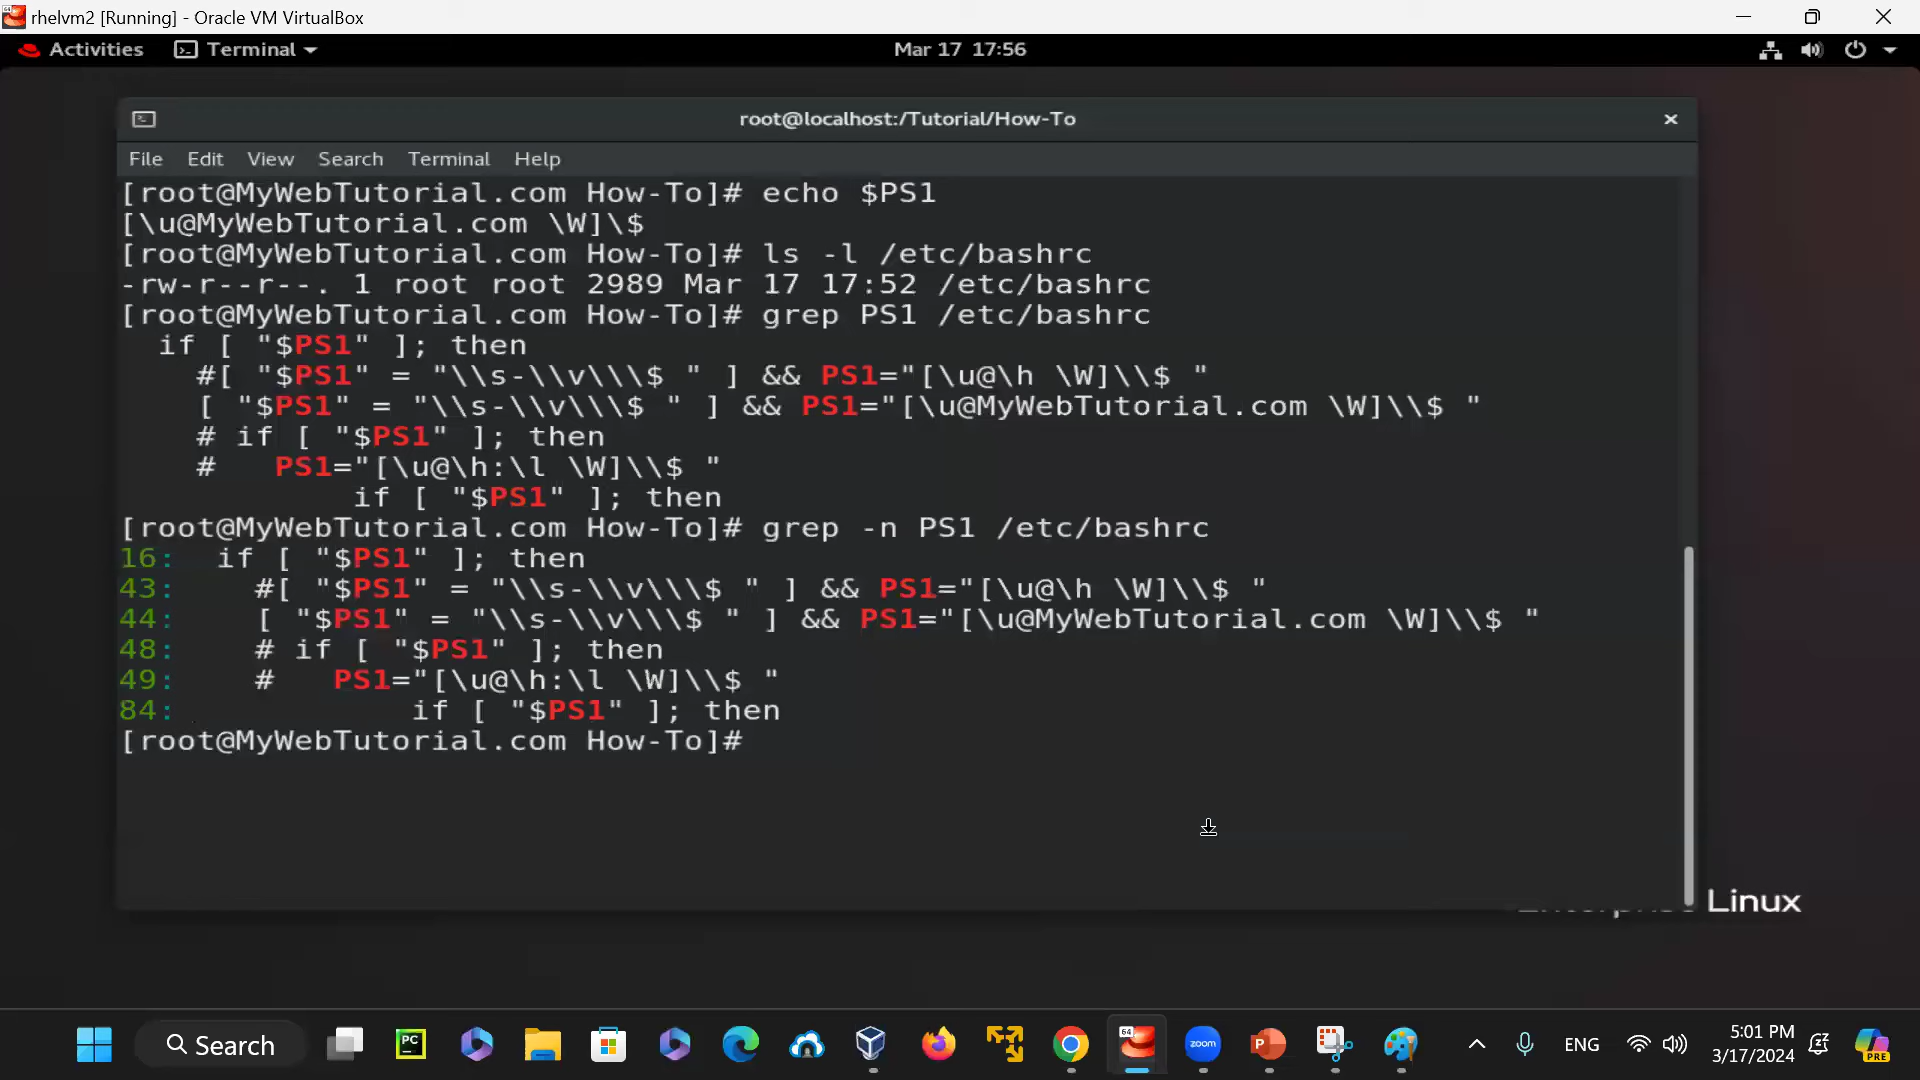 rhelvm2 [Running] - Oracle VM VirtualBox
Activities Terminal Mar 17 17:56
root@localhost:/Tutorial/How-To
File Edit View Search Terminal Help
[root@MyWebTutorial.com How-To]# echo $PS1
[\u@MyWebTutorial.com \W]\$
[root@MyWebTutorial.com How-To]# ls -l /etc/bashrc
-rw-r--r--. 1 root root 2989 Mar 17 17:52 /etc/bashrc
[root@MyWebTutorial.com How-To]# grep PS1 /etc/bashrc
  if [ "$PS1" ]; then
    #[ "$PS1" = "\\s-\\v\\\$ " ] && PS1="[\u@\h \W]\\$ "
    [ "$PS1" = "\\s-\\v\\\$ " ] && PS1="[\u@MyWebTutorial.com \W]\\$ "
    # if [ "$PS1" ]; then
    #   PS1="[\u@\h:\l \W]\\$ "
            if [ "$PS1" ]; then
[root@MyWebTutorial.com How-To]# grep -n PS1 /etc/bashrc
16:  if [ "$PS1" ]; then
43:    #[ "$PS1" = "\\s-\\v\\\$ " ] && PS1="[\u@\h \W]\\$ "
44:    [ "$PS1" = "\\s-\\v\\\$ " ] && PS1="[\u@MyWebTutorial.com \W]\\$ "
48:    # if [ "$PS1" ]; then
49:    #   PS1="[\u@\h:\l \W]\\$ "
84:            if [ "$PS1" ]; then
[root@MyWebTutorial.com How-To]#
Linux
Search PC 64 zoom ENG 5:01 PM
3/17/2024 PRE